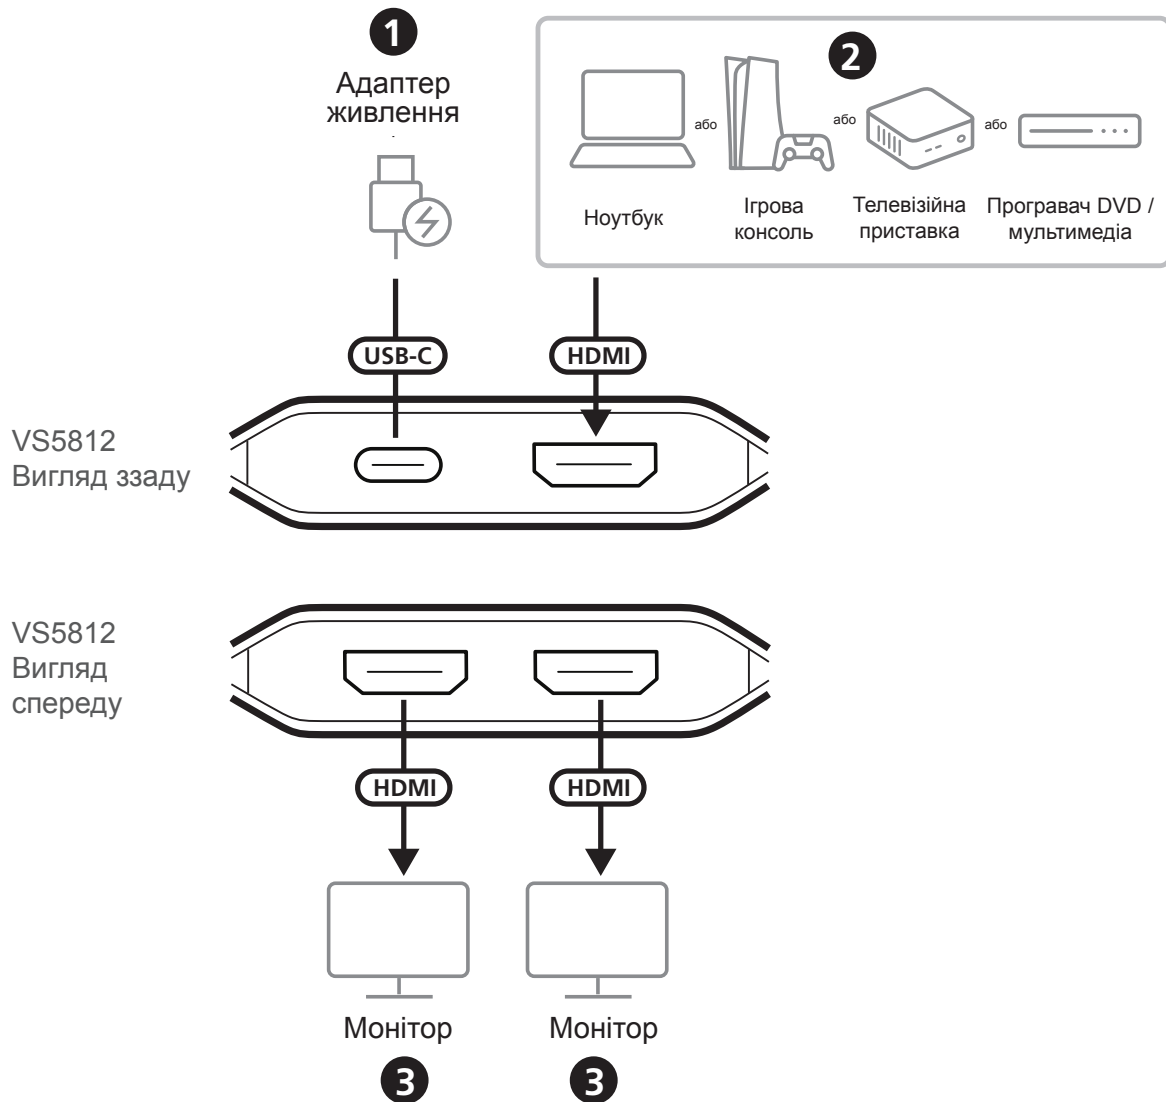 1
Адаптер
живлення
2
або
або
або
Ноутбук
Ігрова
консоль
Телевізійна
приставка
Програвач DVD /
мультимедіа
USB-C
HDMI
VS5812
Вигляд ззаду
VS5812
Вигляд
спереду
HDMI
HDMI
Монітор
Монітор
3
3